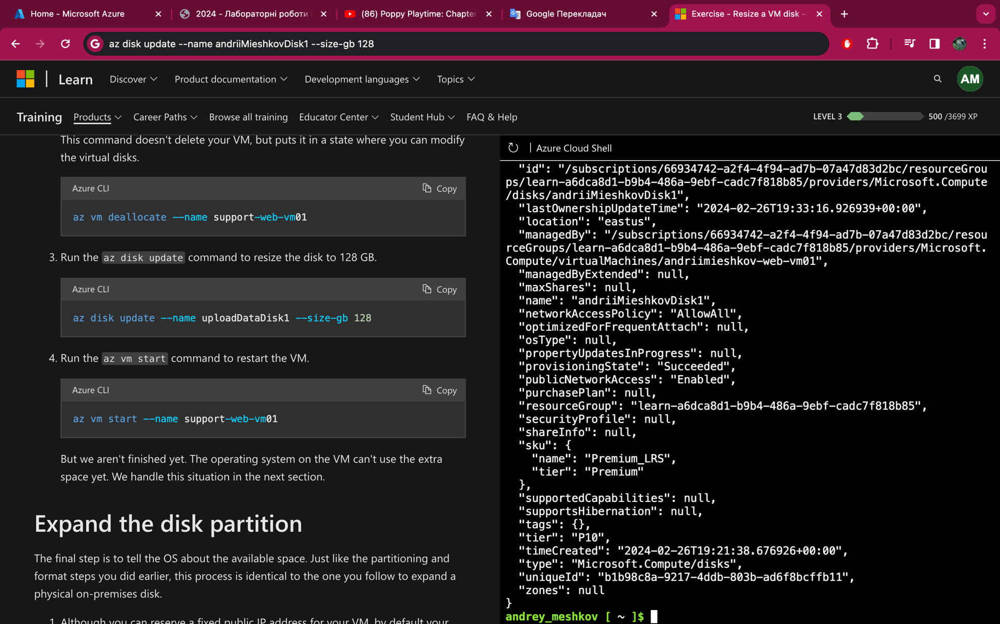 Home - Microsoft Azure
2024 - Лабораторні роботи
(86) Poppy Playtime: Chapter
Google Перекладач
Exercise - Resize a VM disk -
az disk update --name andriiMieshkovDisk1 --size-gb 128
Learn
Discover
Product documentation
Development languages
Topics
AM
Training
Products
Career Paths
Browse all training
Educator Center
Student Hub
FAQ & Help
LEVEL 3
500 /3699 XP
This command doesn't delete your VM, but puts it in a state where you can modify
the virtual disks.
Azure CLI
Copy
az vm deallocate --name support-web-vm01
3. Run the az disk update command to resize the disk to 128 GB.
Azure CLI
Copy
az disk update --name uploadDataDisk1 --size-gb 128
4. Run the az vm start command to restart the VM.
Azure CLI
Copy
az vm start --name support-web-vm01
But we aren't finished yet. The operating system on the VM can't use the extra
space yet. We handle this situation in the next section.
Expand the disk partition
The final step is to tell the OS about the available space. Just like the partitioning and
format steps you did earlier, this process is identical to the one you follow to expand a
physical on-premises disk.
1. Although you can reserve a fixed public IP address for your VM, by default your
Azure Cloud Shell
"id": "/subscriptions/66934742-a2f4-4f94-ad7b-07a47d83d2bc/resourceGrou
ps/learn-a6dca8d1-b9b4-486a-9ebf-cadc7f818b85/providers/Microsoft.Compute
/disks/andriiMieshkovDisk1",
"lastOwnershipUpdateTime": "2024-02-26T19:33:16.926939+00:00",
"location": "eastus",
"managedBy": "/subscriptions/66934742-a2f4-4f94-ad7b-07a47d83d2bc/resou
rceGroups/learn-a6dca8d1-b9b4-486a-9ebf-cadc7f818b85/providers/Microsoft.
Compute/virtualMachines/andriimieshkov-web-vm01",
"managedByExtended": null,
"maxShares": null,
"name": "andriiMieshkovDisk1",
"networkAccessPolicy": "AllowAll",
"optimizedForFrequentAttach": null,
"osType": null,
"propertyUpdatesInProgress": null,
"provisioningState": "Succeeded",
"publicNetworkAccess": "Enabled",
"purchasePlan": null,
"resourceGroup": "learn-a6dca8d1-b9b4-486a-9ebf-cadc7f818b85",
"securityProfile": null,
"shareInfo": null,
"sku": {
"name": "Premium_LRS",
"tier": "Premium"
},
"supportedCapabilities": null,
"supportsHibernation": null,
"tags": {},
"tier": "P10",
"timeCreated": "2024-02-26T19:21:38.676926+00:00",
"type": "Microsoft.Compute/disks",
"uniqueId": "b1b98c8a-9217-4ddb-803b-ad6f8bcffb11",
"zones": null
}
andrey_meshkov [ ~ ]$